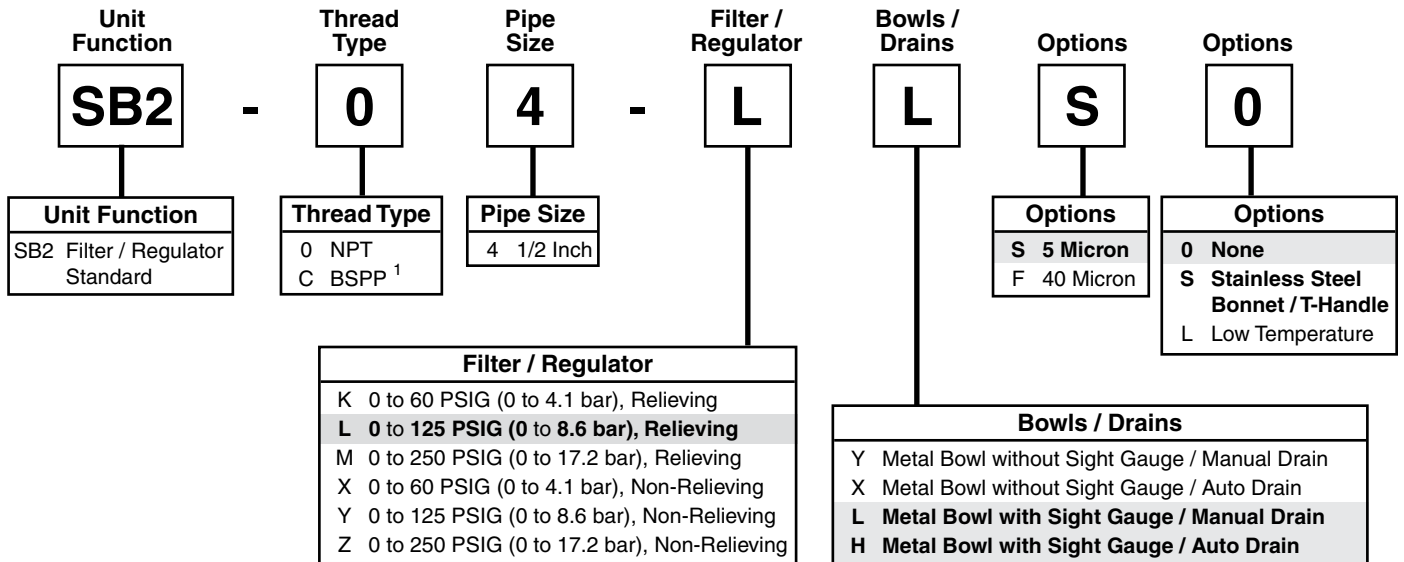 Unit Function
Thread Type
Pipe Size
Filter / Regulator
Bowls / Drains
Options
Options
SB2 - 0 4 - L L S 0
Unit Function
SB2 Filter / Regulator
Standard
Thread Type
0 NPT
C BSPP 1
Pipe Size
4 1/2 Inch
Options
S 5 Micron
F 40 Micron
Options
0 None
S Stainless Steel
Bonnet / T-Handle
L Low Temperature
Filter / Regulator
K 0 to 60 PSIG (0 to 4.1 bar), Relieving
L 0 to 125 PSIG (0 to 8.6 bar), Relieving
M 0 to 250 PSIG (0 to 17.2 bar), Relieving
X 0 to 60 PSIG (0 to 4.1 bar), Non-Relieving
Y 0 to 125 PSIG (0 to 8.6 bar), Non-Relieving
Z 0 to 250 PSIG (0 to 17.2 bar), Non-Relieving
Bowls / Drains
Y Metal Bowl without Sight Gauge / Manual Drain
X Metal Bowl without Sight Gauge / Auto Drain
L Metal Bowl with Sight Gauge / Manual Drain
H Metal Bowl with Sight Gauge / Auto Drain